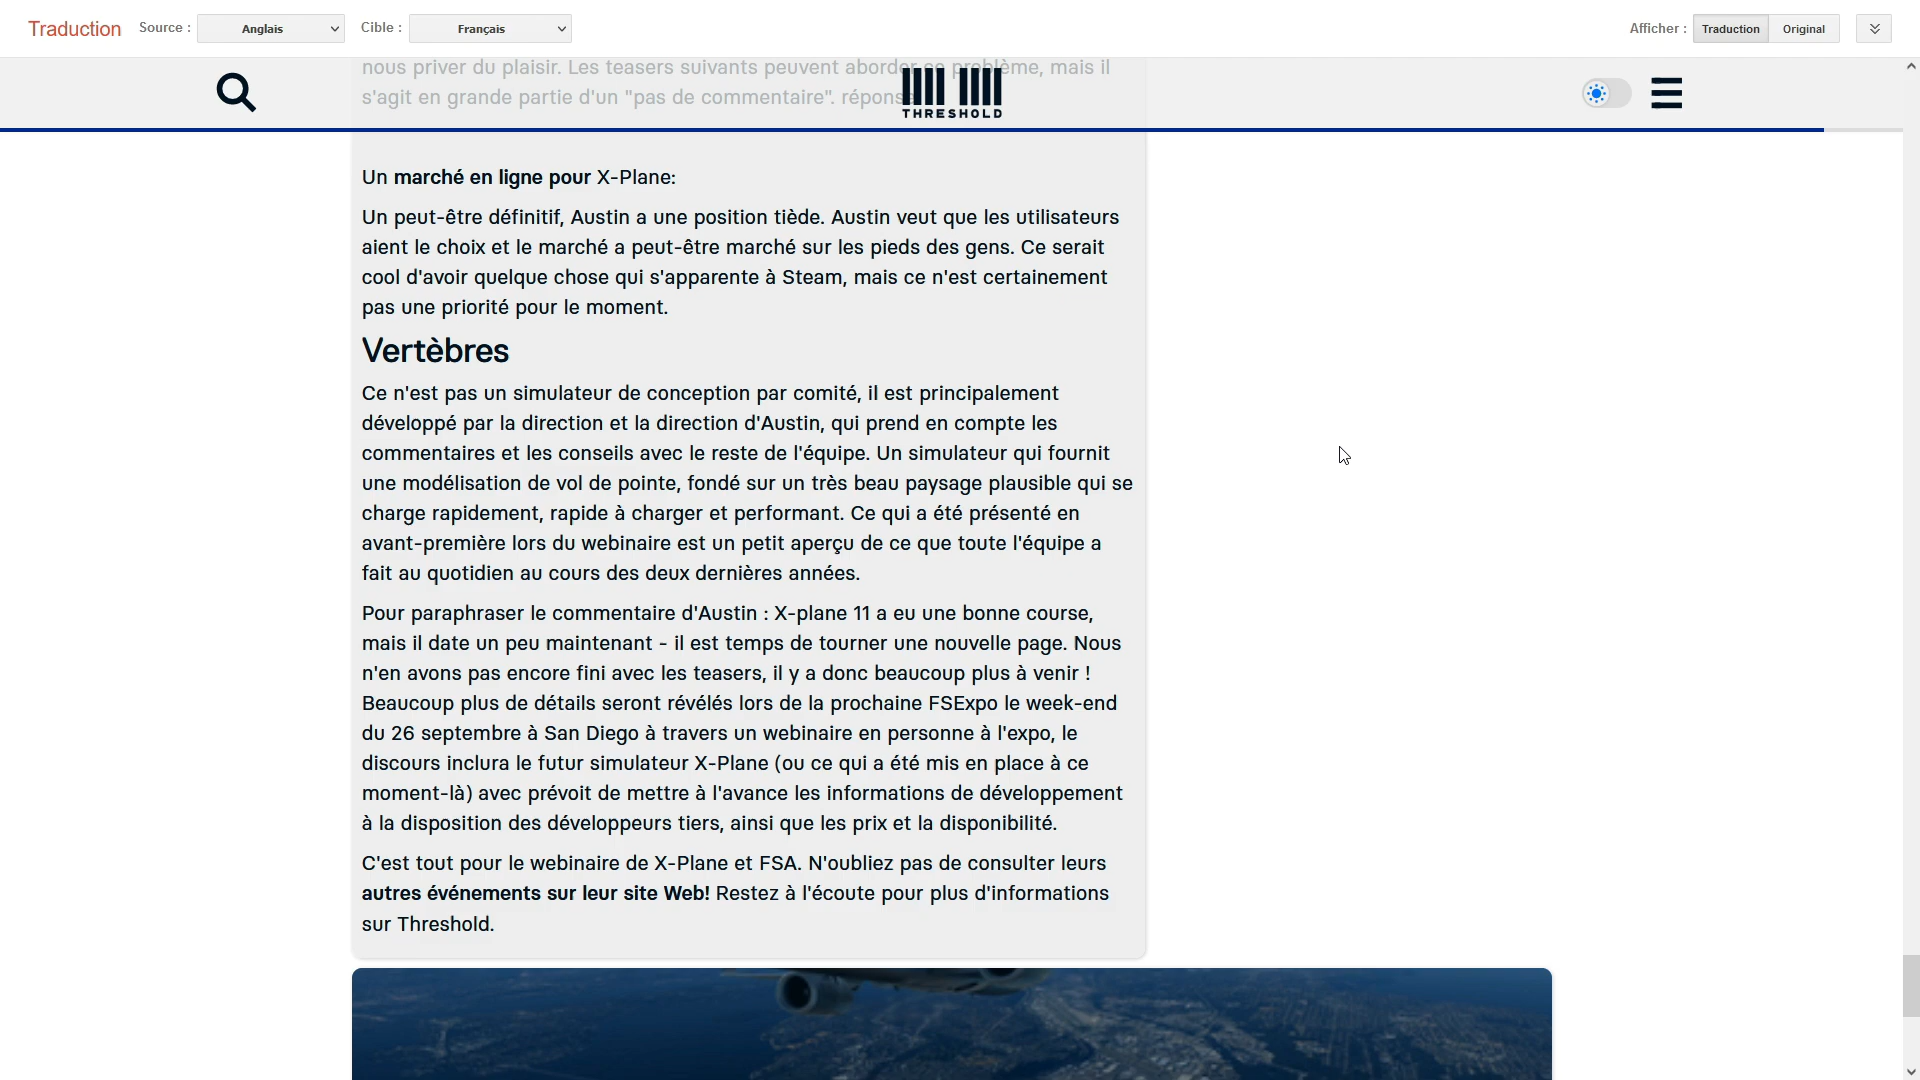 Traduction
Source :
Anglais
Cible :
Français
Afficher :
Traduction
Original
nous priver du plaisir. Les teasers suivants peuvent aborder ce problème, mais il
s'agit en grande partie d'un "pas de commentaire". réponse
THRESHOLD
Un marché en ligne pour X-Plane:
Un peut-être définitif, Austin a une position tiède. Austin veut que les utilisateurs
aient le choix et le marché a peut-être marché sur les pieds des gens. Ce serait
cool d'avoir quelque chose qui s'apparente à Steam, mais ce n'est certainement
pas une priorité pour le moment.
Vertèbres
Ce n'est pas un simulateur de conception par comité, il est principalement
développé par la direction et la direction d'Austin, qui prend en compte les
commentaires et les conseils avec le reste de l'équipe. Un simulateur qui fournit
une modélisation de vol de pointe, fondé sur un très beau paysage plausible qui se
charge rapidement, rapide à charger et performant. Ce qui a été présenté en
avant-première lors du webinaire est un petit aperçu de ce que toute l'équipe a
fait au quotidien au cours des deux dernières années.
Pour paraphraser le commentaire d'Austin : X-plane 11 a eu une bonne course,
mais il date un peu maintenant - il est temps de tourner une nouvelle page. Nous
n'en avons pas encore fini avec les teasers, il y a donc beaucoup plus à venir !
Beaucoup plus de détails seront révélés lors de la prochaine FSExpo le week-end
du 26 septembre à San Diego à travers un webinaire en personne à l'expo, le
discours inclura le futur simulateur X-Plane (ou ce qui a été mis en place à ce
moment-là) avec prévoit de mettre à l'avance les informations de développement
à la disposition des développeurs tiers, ainsi que les prix et la disponibilité.
C'est tout pour le webinaire de X-Plane et FSA. N'oubliez pas de consulter leurs
autres événements sur leur site Web! Restez à l'écoute pour plus d'informations
sur Threshold.